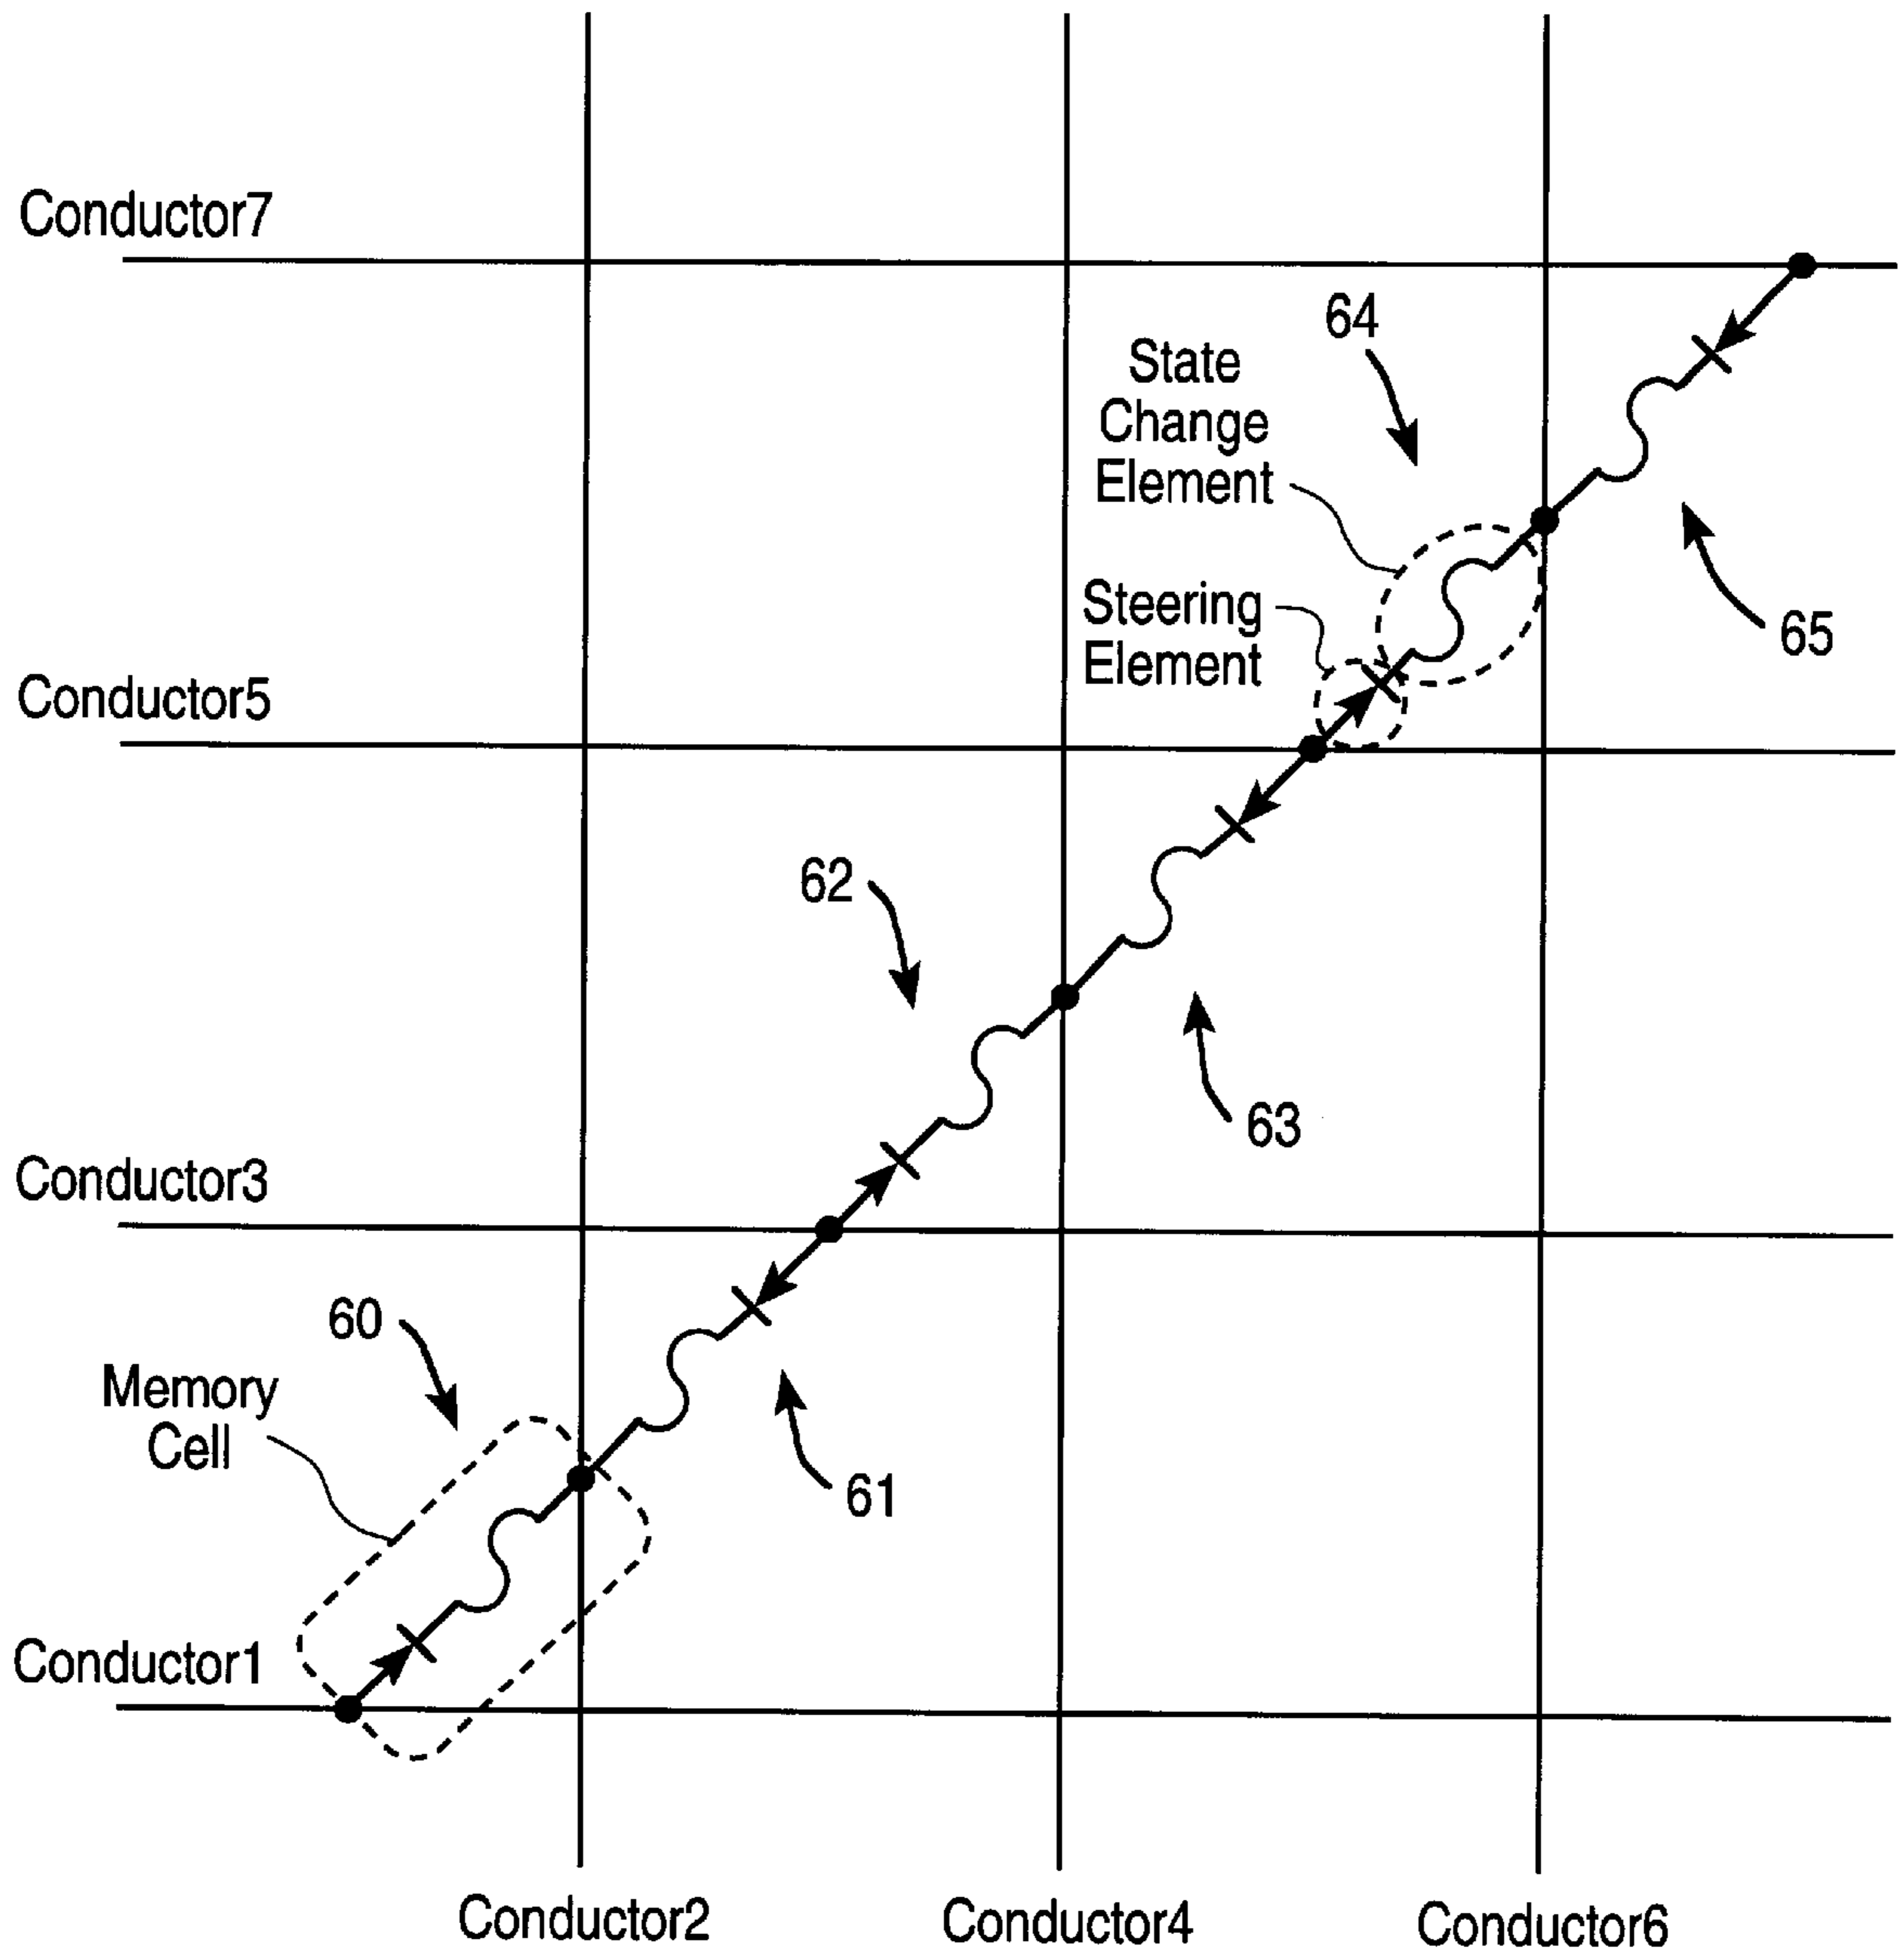 Conductor7
64
State
Change
Element
Steering
Element
65
Conductor5
62
63
Conductor3
60
Memory
Cell
61
Conductor1
Conductor2
Conductor4
Conductor6